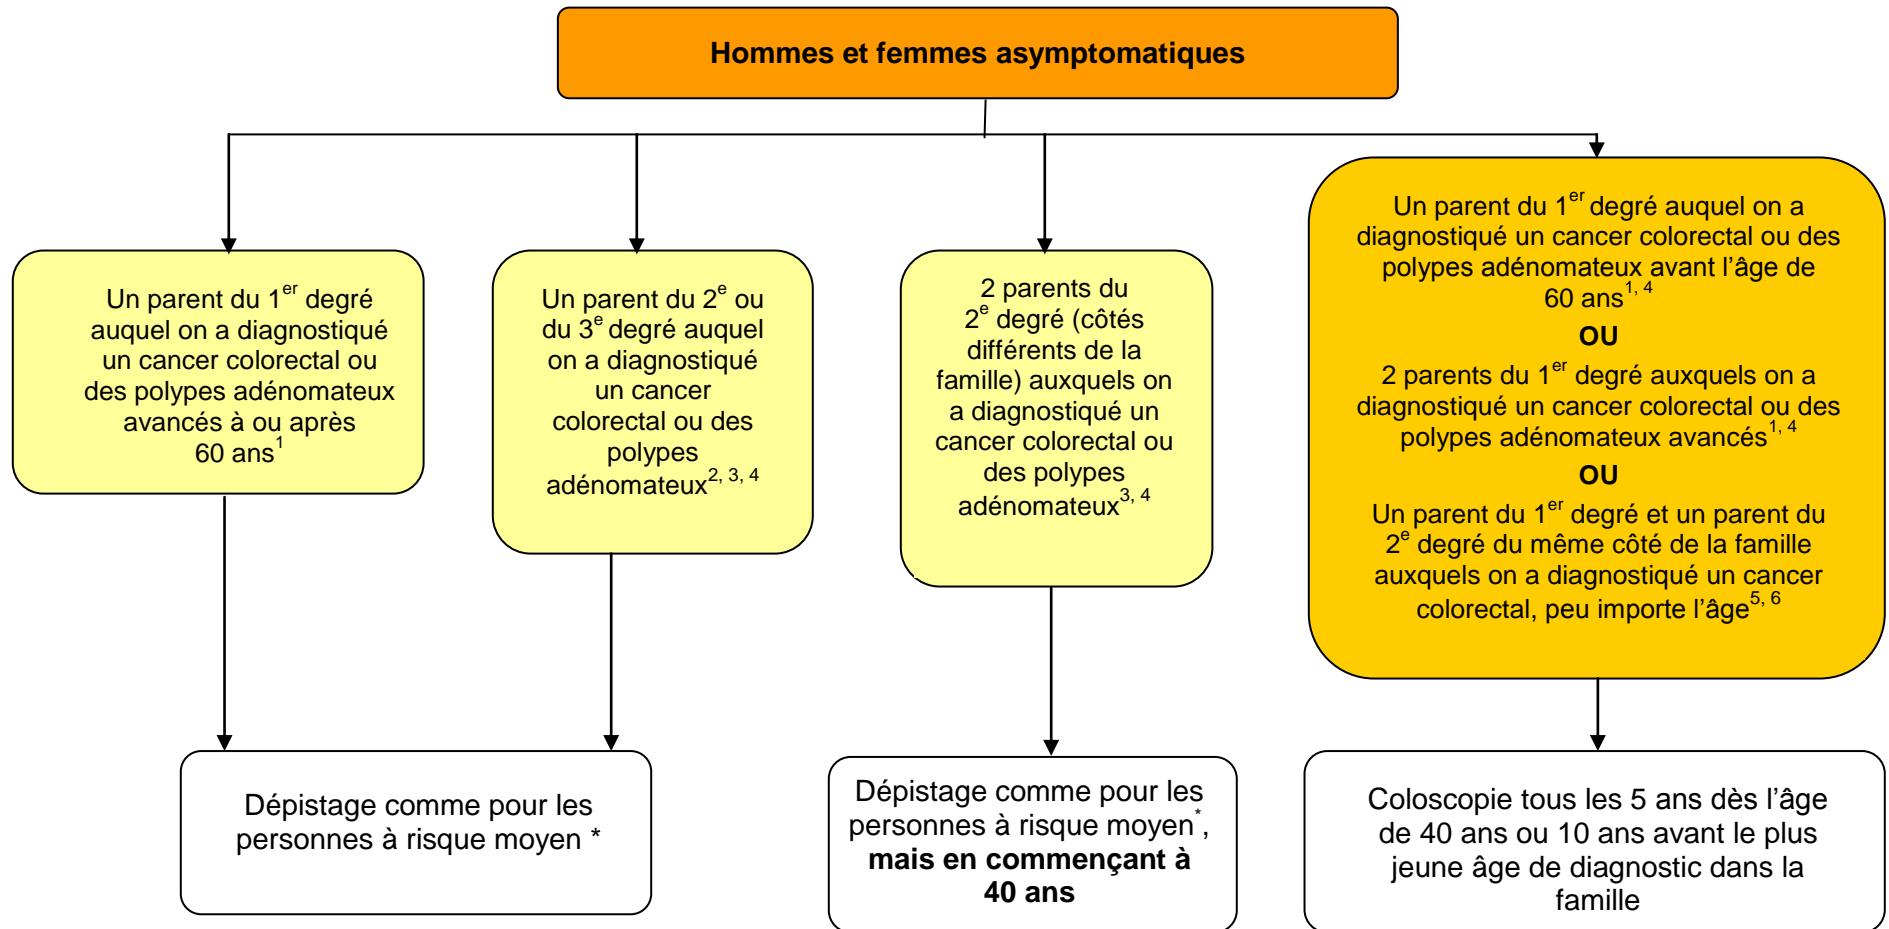 Hommes et femmes asymptomatiques
Un parent du 1er degré
auquel on a diagnostiqué
un cancer colorectal ou
des polypes adénomateux
avancés à ou après
60 ans1
Un parent du 2e ou
du 3e degré auquel
on a diagnostiqué
un cancer
colorectal ou des
polypes
adénomateux2, 3, 4
2 parents du
2e degré (côtés
différents de la
famille) auxquels on
a diagnostiqué un
cancer colorectal ou
des polypes
adénomateux3, 4
Un parent du 1er degré auquel on a
diagnostiqué un cancer colorectal ou des
polypes adénomateux avant l’âge de
60 ans1, 4
OU
2 parents du 1er degré auxquels on a
diagnostiqué un cancer colorectal ou des
polypes adénomateux avancés1, 4
OU
Un parent du 1er degré et un parent du
2e degré du même côté de la famille
auxquels on a diagnostiqué un cancer
colorectal, peu importe l’âge5, 6
Dépistage comme pour les
personnes à risque moyen *
Dépistage comme pour les
personnes à risque moyen*,
mais en commençant à
40 ans
Coloscopie tous les 5 ans dès l’âge
de 40 ans ou 10 ans avant le plus
jeune âge de diagnostic dans la
famille